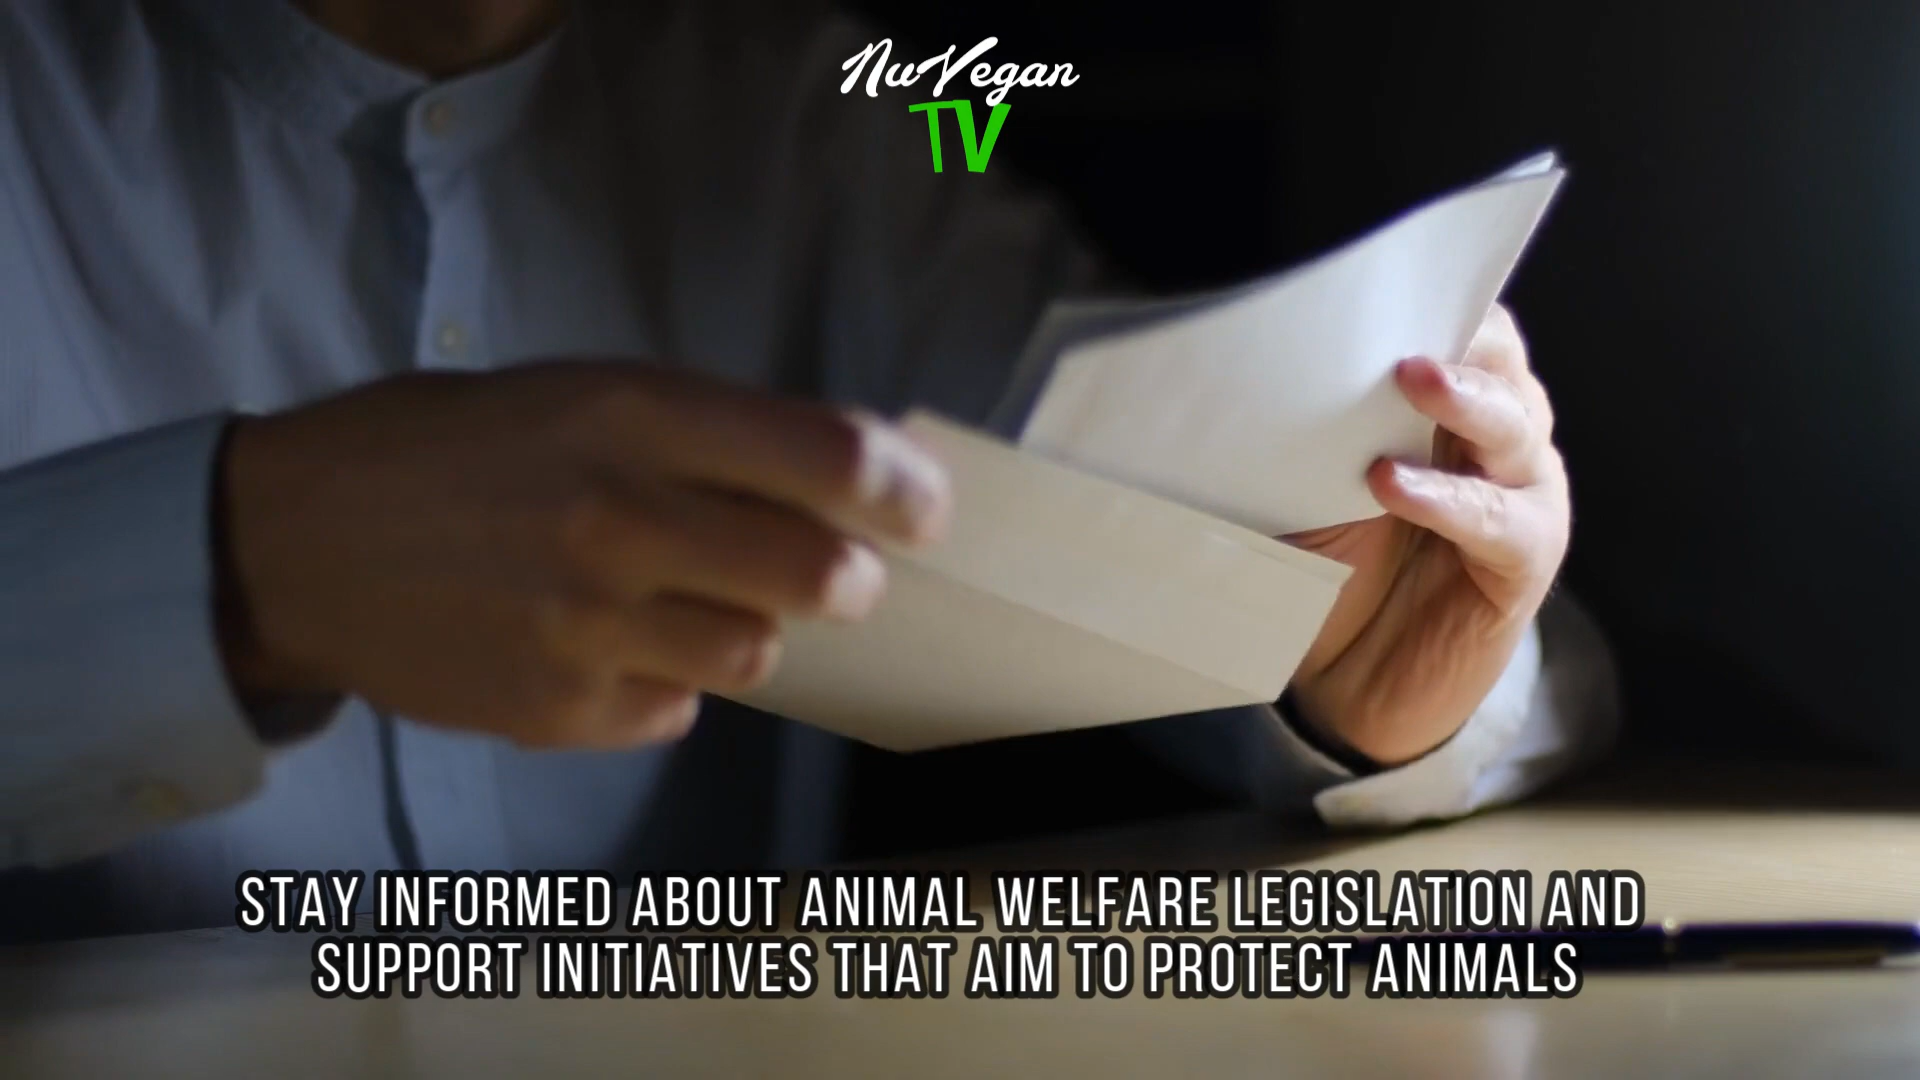 NuVegan
TV
STAY INFORMED ABOUT ANIMAL WELFARE LEGISLATION AND
SUPPORT INITIATIVES THAT AIM TO PROTECT ANIMALS